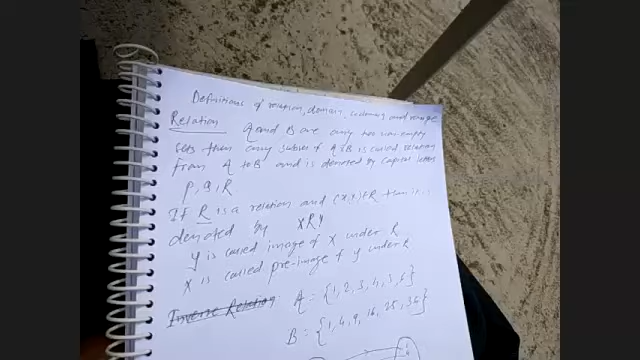 Definitions of relation, domain, codomain and range
Relation A and B are any two non-empty
sets then any subset of A×B is called relation
From A to B and is denoted by capital letters
P, Q, R
If R is a relation and (x,y)∈R then it is
denoted by xRy
y is called image of x under R
x is called pre-image of y under R
Inverse Relation: A = {1, 2, 3, 4, 5, 6}
B = {1, 4, 9, 16, 25, 36}